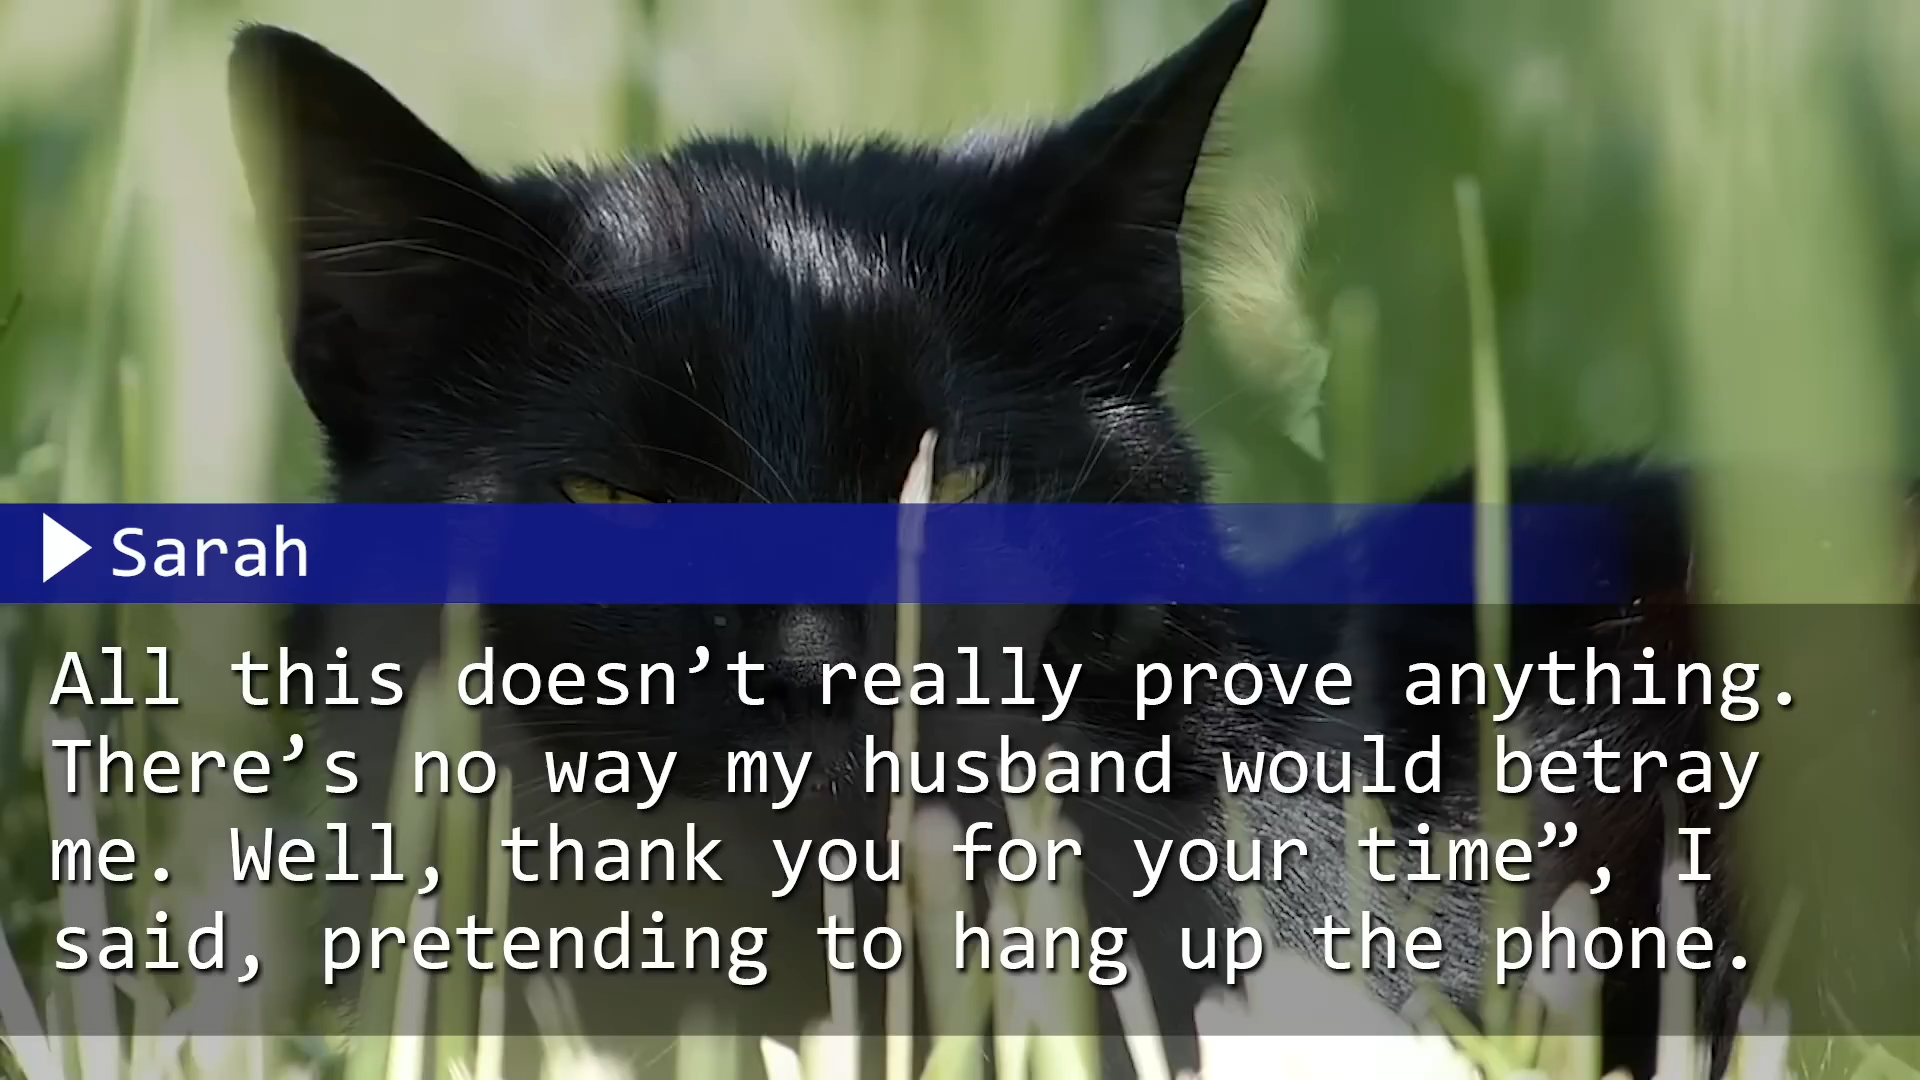 Sarah
All this doesn’t really prove anything.
There’s no way my husband would betray
me. Well, thank you for your time”, I
said, pretending to hang up the phone.